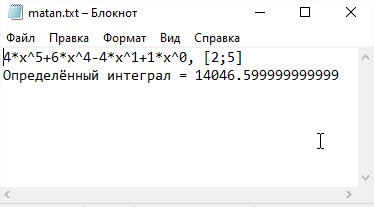 matan.txt – Блокнот
Файл Правка Формат Вид Справка
4*x^5+6*x^4-4*x^1+1*x^0, [2;5]
Определённый интеграл = 14046.599999999999